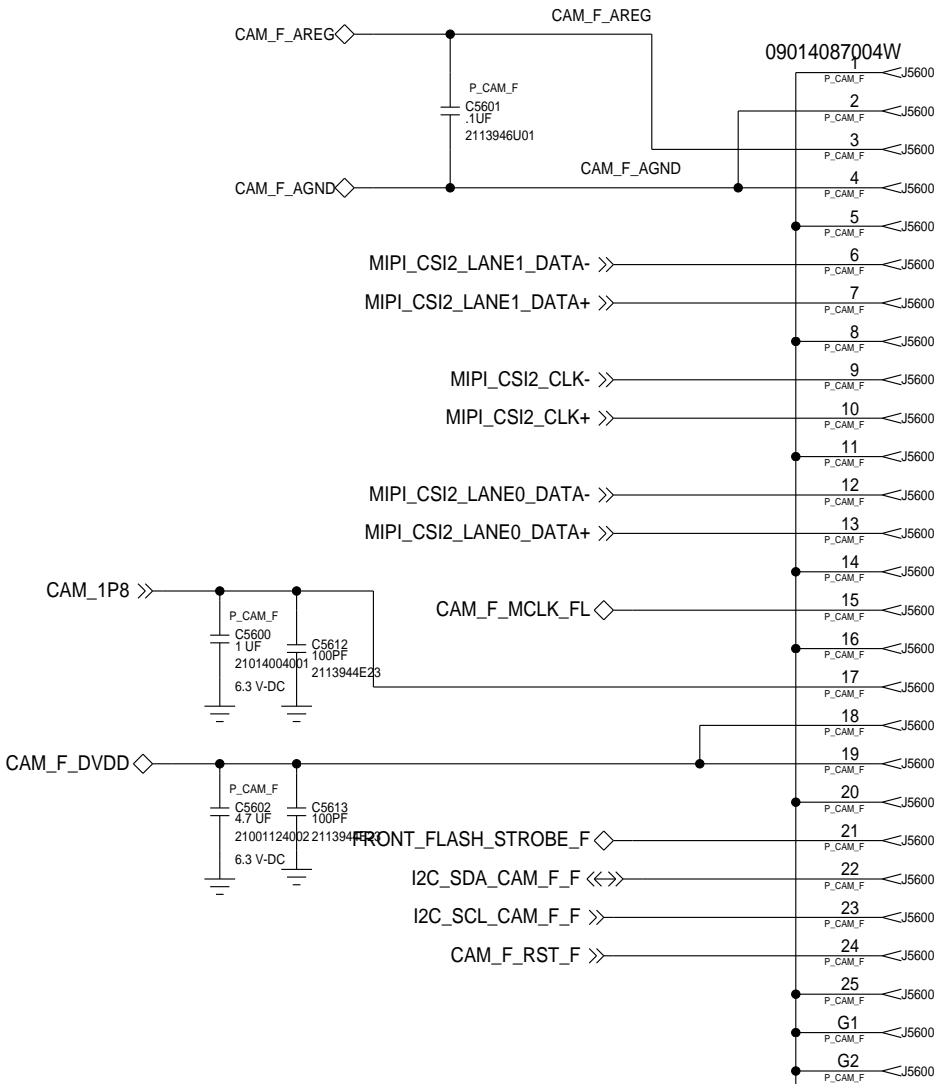 CAM_F_AREG
CAM_F_AREG
09014087004W
1
P_CAM_F
J5600
P_CAM_F
C5601
.1UF
2113946U01
2
P_CAM_F
J5600
3
P_CAM_F
J5600
CAM_F_AGND
CAM_F_AGND
4
P_CAM_F
J5600
5
P_CAM_F
J5600
MIPI_CSI2_LANE1_DATA-
6
P_CAM_F
J5600
MIPI_CSI2_LANE1_DATA+
7
P_CAM_F
J5600
8
P_CAM_F
J5600
MIPI_CSI2_CLK-
9
P_CAM_F
J5600
MIPI_CSI2_CLK+
10
P_CAM_F
J5600
11
P_CAM_F
J5600
MIPI_CSI2_LANE0_DATA-
12
P_CAM_F
J5600
MIPI_CSI2_LANE0_DATA+
13
P_CAM_F
J5600
14
P_CAM_F
J5600
CAM_1P8
CAM_F_MCLK_FL
15
P_CAM_F
J5600
P_CAM_F
C5600
1 UF
21014004001
6.3 V-DC
C5612
100PF
2113944E23
16
P_CAM_F
J5600
17
P_CAM_F
J5600
18
P_CAM_F
J5600
CAM_F_DVDD
19
P_CAM_F
J5600
P_CAM_F
C5602
4.7 UF
21001124002
6.3 V-DC
C5613
100PF
2113944E23
20
P_CAM_F
J5600
FRONT_FLASH_STROBE_F
21
P_CAM_F
J5600
I2C_SDA_CAM_F_F
22
P_CAM_F
J5600
I2C_SCL_CAM_F_F
23
P_CAM_F
J5600
CAM_F_RST_F
24
P_CAM_F
J5600
25
P_CAM_F
J5600
G1
P_CAM_F
J5600
G2
P_CAM_F
J5600